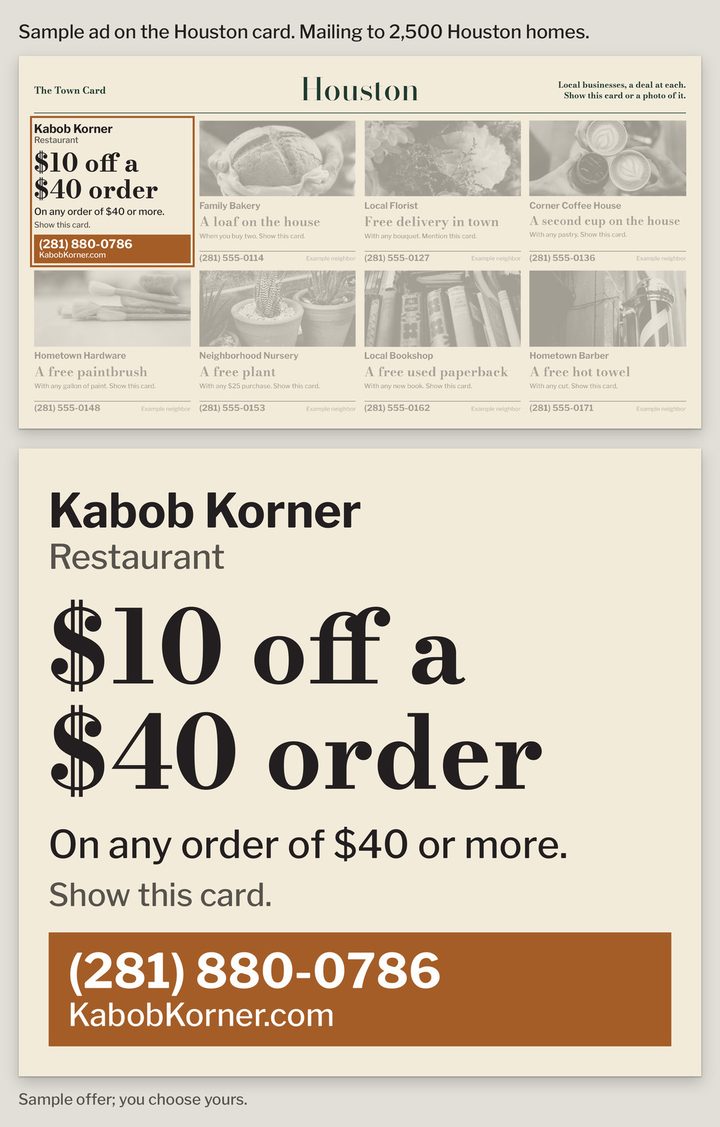 Sample ad on the Houston card. Mailing to 2,500 Houston homes.
The Town Card
Houston
Local businesses, a deal at each.
Show this card or a photo of it.
Kabob Korner
Restaurant
$10 off a
$40 order
On any order of $40 or more.
Show this card.
(281) 880-0786
KabobKorner.com
Family Bakery
A loaf on the house
When you buy two. Show this card.
(281) 555-0114
Example neighbor
Local Florist
Free delivery in town
With any bouquet. Mention this card.
(281) 555-0127
Example neighbor
Corner Coffee House
A second cup on the house
With any pastry. Show this card.
(281) 555-0136
Example neighbor
Hometown Hardware
A free paintbrush
With any gallon of paint. Show this card.
(281) 555-0148
Example neighbor
Neighborhood Nursery
A free plant
With any $25 purchase. Show this card.
(281) 555-0153
Example neighbor
Local Bookshop
A free used paperback
With any new book. Show this card.
(281) 555-0162
Example neighbor
Hometown Barber
A free hot towel
With any cut. Show this card.
(281) 555-0171
Example neighbor
Kabob Korner
Restaurant
$10 off a
$40 order
On any order of $40 or more.
Show this card.
(281) 880-0786
KabobKorner.com
Sample offer; you choose yours.